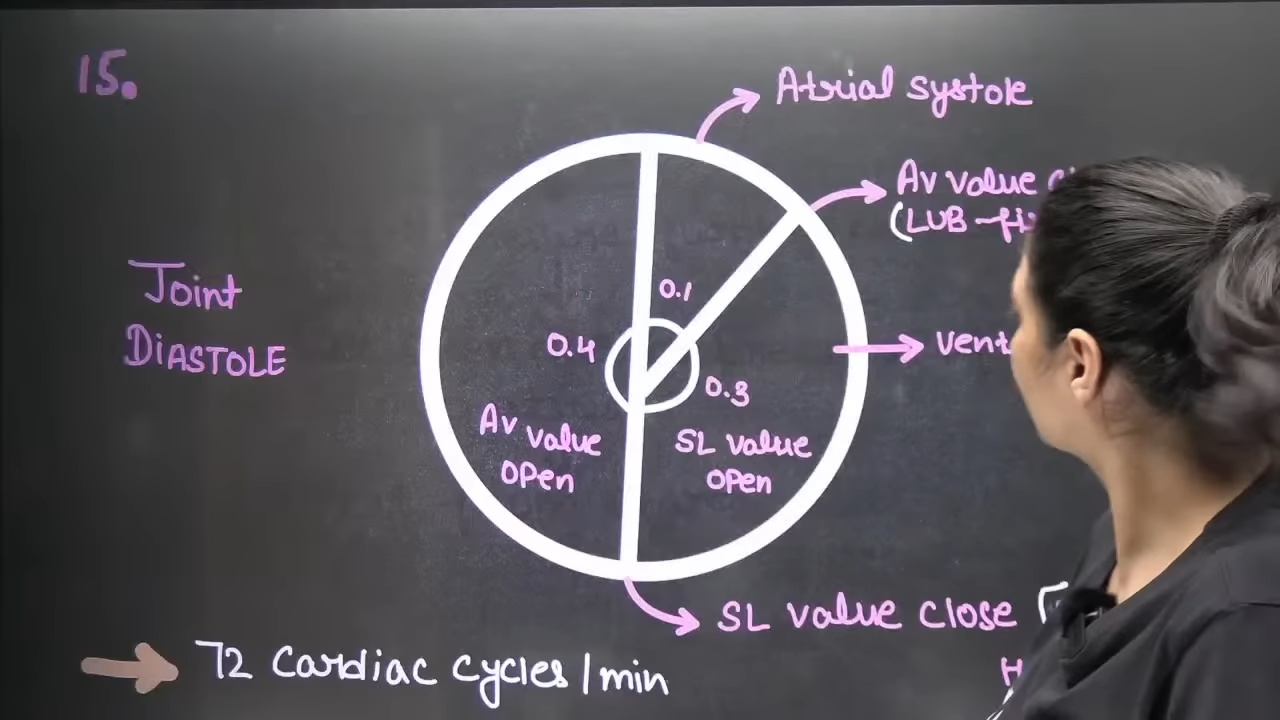 15.
Atrial systole
Av value
(LUB -
Joint
DiASTOLE
0.1
0.4
0.3
Av value
open
SL value
open
SL value close
72 cardiac cycles/min